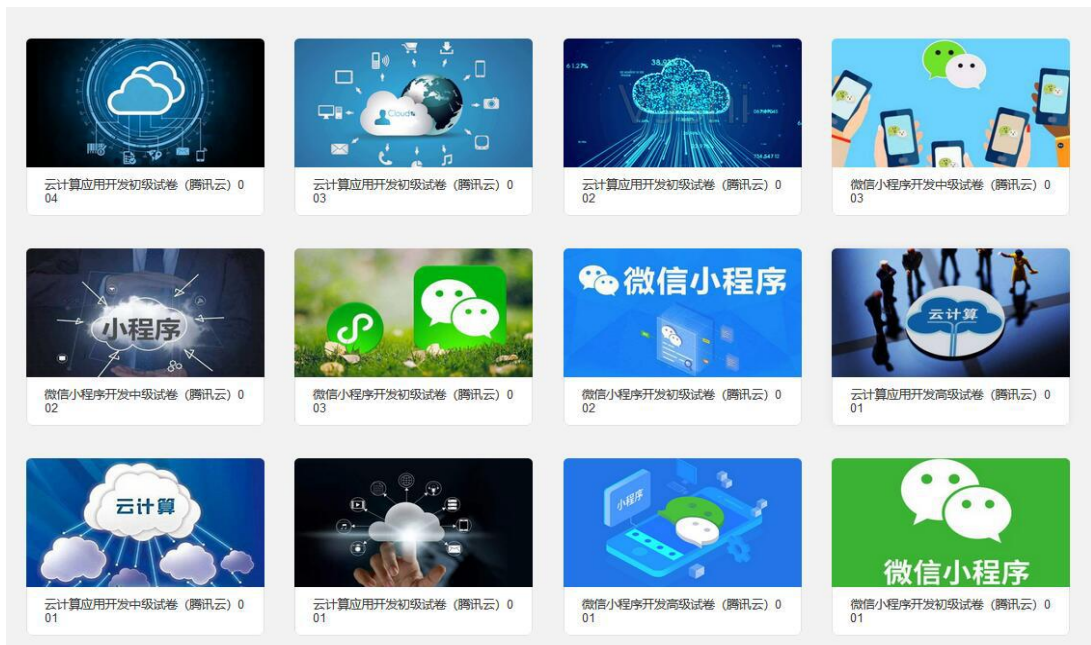 Cloud
61.27%
38.9
云计算应用开发初级试卷（腾讯云）0
04
云计算应用开发初级试卷（腾讯云）0
03
云计算应用开发初级试卷（腾讯云）0
02
微信小程序开发中级试卷（腾讯云）0
03
小程序
微信小程序
云计算
微信小程序开发中级试卷（腾讯云）0
02
微信小程序开发初级试卷（腾讯云）0
03
微信小程序开发初级试卷（腾讯云）0
02
云计算应用开发高级试卷（腾讯云）0
01
云计算
小程序
微信小程序
云计算应用开发中级试卷（腾讯云）0
01
云计算应用开发初级试卷（腾讯云）0
01
微信小程序开发高级试卷（腾讯云）0
01
微信小程序开发初级试卷（腾讯云）0
01